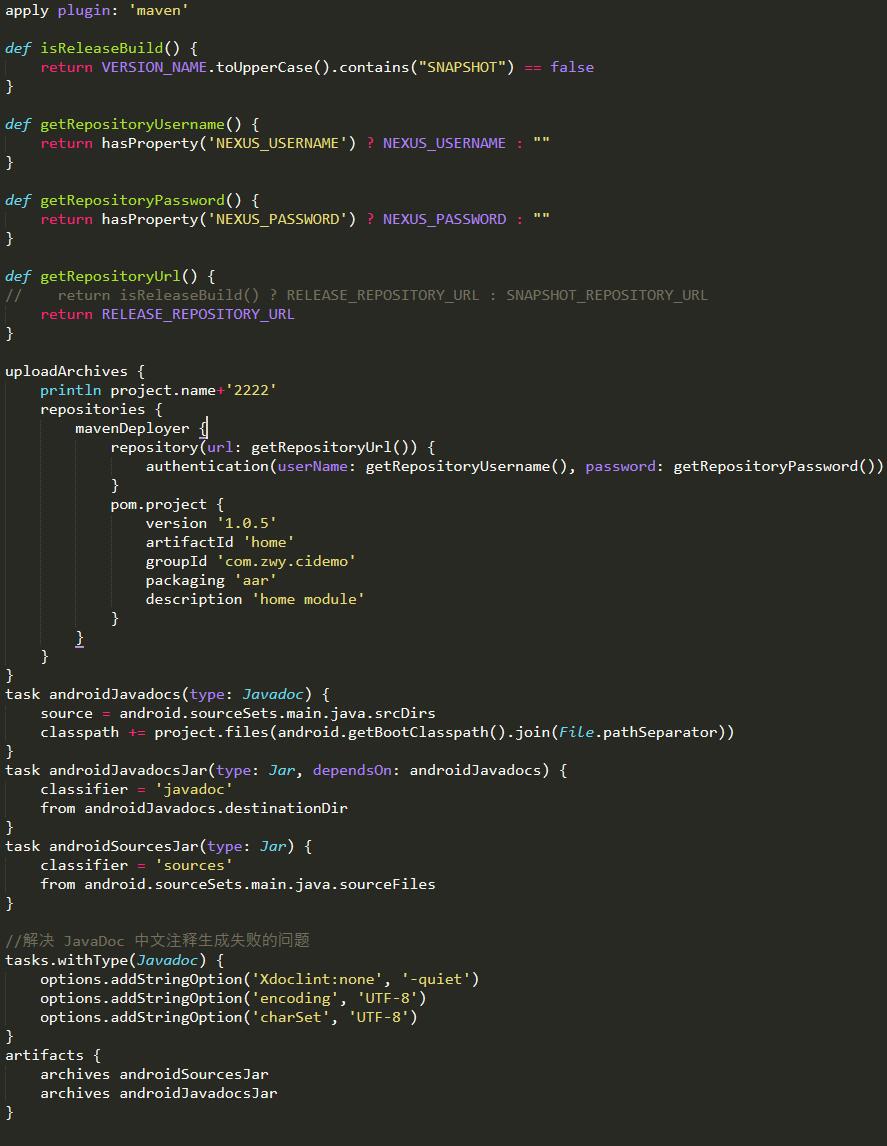 apply plugin: 'maven'

def isReleaseBuild() {
    return VERSION_NAME.toUpperCase().contains("SNAPSHOT") == false
}

def getRepositoryUsername() {
    return hasProperty('NEXUS_USERNAME') ? NEXUS_USERNAME : ""
}

def getRepositoryPassword() {
    return hasProperty('NEXUS_PASSWORD') ? NEXUS_PASSWORD : ""
}

def getRepositoryUrl() {
//    return isReleaseBuild() ? RELEASE_REPOSITORY_URL : SNAPSHOT_REPOSITORY_URL
    return RELEASE_REPOSITORY_URL
}

uploadArchives {
    println project.name+'2222'
    repositories {
        mavenDeployer {
            repository(url: getRepositoryUrl()) {
                authentication(userName: getRepositoryUsername(), password: getRepositoryPassword())
            }
            pom.project {
                version '1.0.5'
                artifactId 'home'
                groupId 'com.zwy.cidemo'
                packaging 'aar'
                description 'home module'
            }
        }
    }
}
task androidJavadocs(type: Javadoc) {
    source = android.sourceSets.main.java.srcDirs
    classpath += project.files(android.getBootClasspath().join(File.pathSeparator))
}
task androidJavadocsJar(type: Jar, dependsOn: androidJavadocs) {
    classifier = 'javadoc'
    from androidJavadocs.destinationDir
}
task androidSourcesJar(type: Jar) {
    classifier = 'sources'
    from android.sourceSets.main.java.sourceFiles
}

//解决 JavaDoc 中文注释生成失败的问题
tasks.withType(Javadoc) {
    options.addStringOption('Xdoclint:none', '-quiet')
    options.addStringOption('encoding', 'UTF-8')
    options.addStringOption('charSet', 'UTF-8')
}
artifacts {
    archives androidSourcesJar
    archives androidJavadocsJar
}